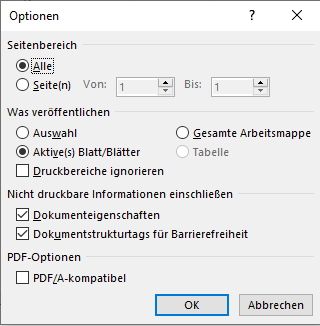 Optionen
Seitenbereich
Alle
Seite(n) Von: 1 Bis: 1
Was veröffentlichen
Auswahl Gesamte Arbeitsmappe
Aktive(s) Blatt/Blätter Tabelle
Druckbereiche ignorieren
Nicht druckbare Informationen einschließen
Dokumenteigenschaften
Dokumentstrukturtags für Barrierefreiheit
PDF-Optionen
PDF/A-kompatibel
OK Abbrechen